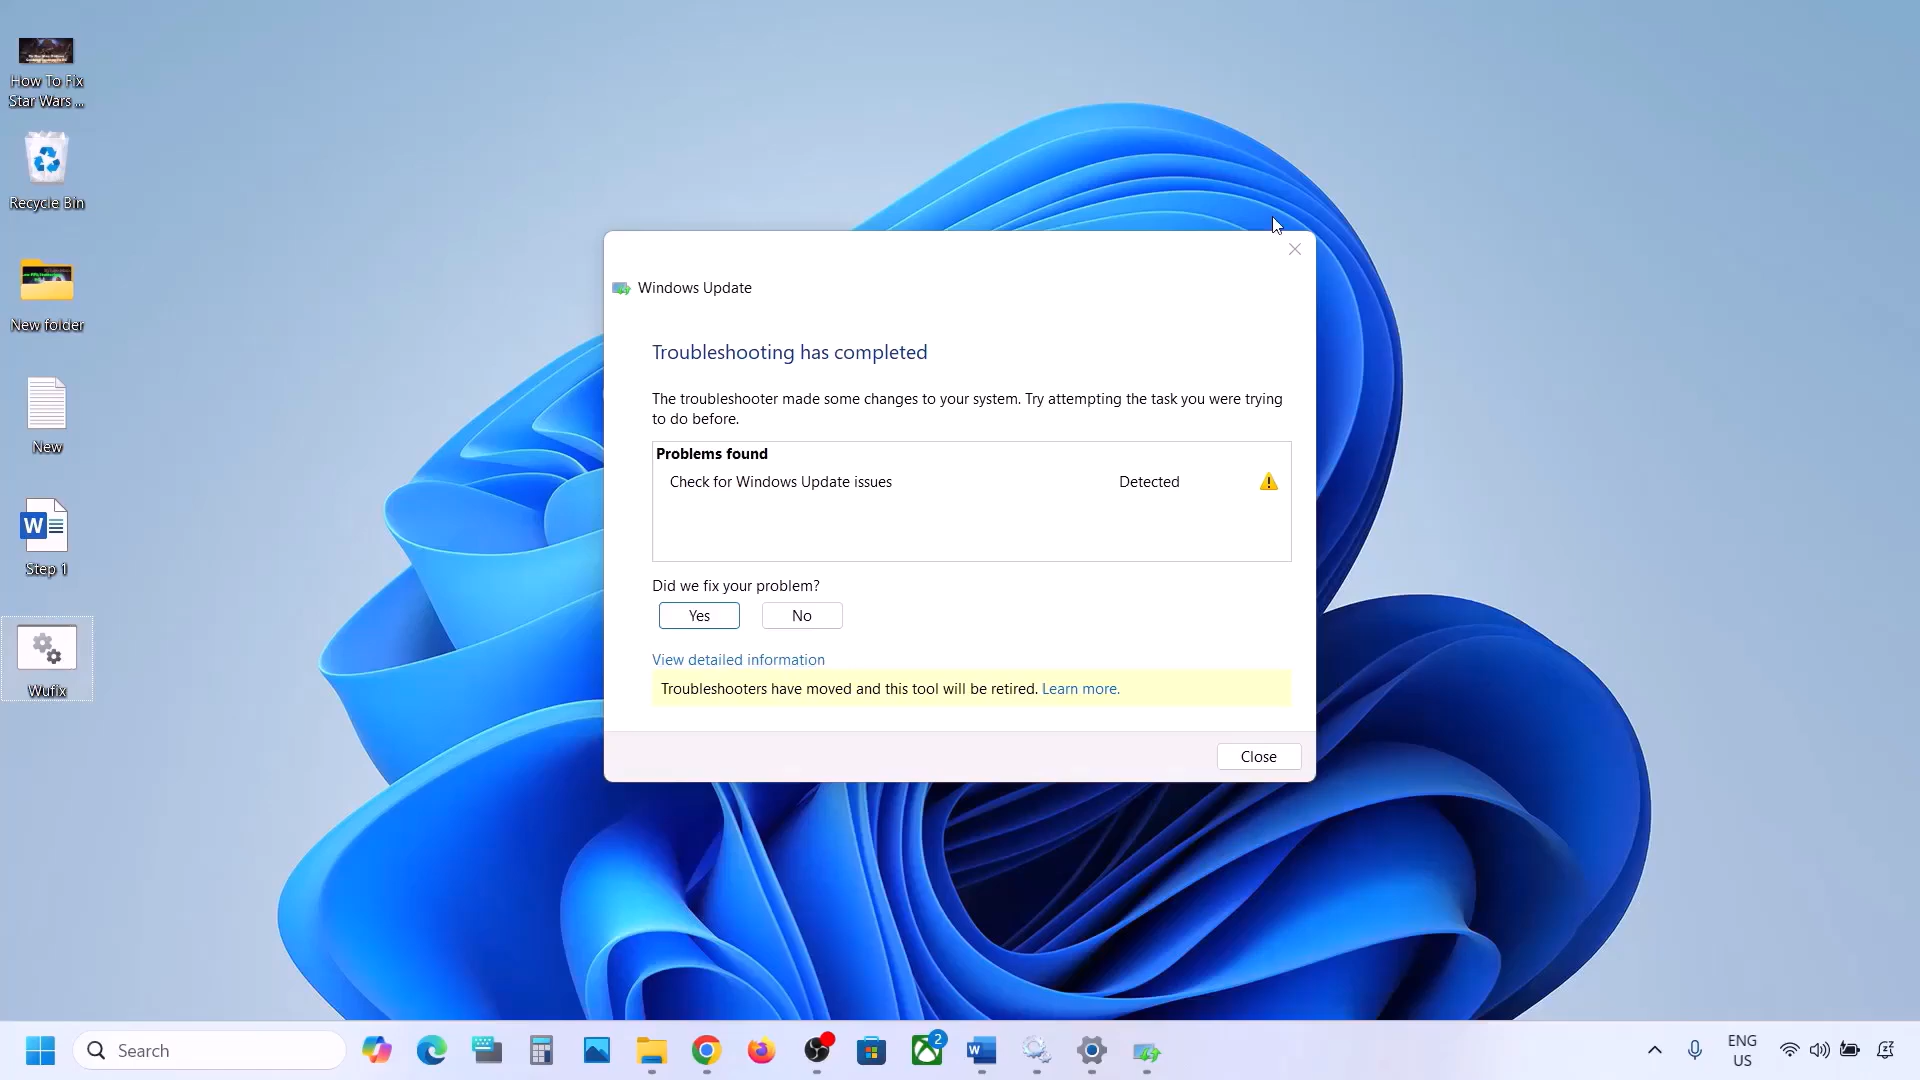 How To Fix
Star Wars ...
Recycle Bin
New folder
New
Step 1
Wufix
Windows Update
Troubleshooting has completed
The troubleshooter made some changes to your system. Try attempting the task you were trying
to do before.
Problems found
Check for Windows Update issues Detected
Did we fix your problem?
Yes No
View detailed information
Troubleshooters have moved and this tool will be retired. Learn more.
Close
Search
2
ENG
US